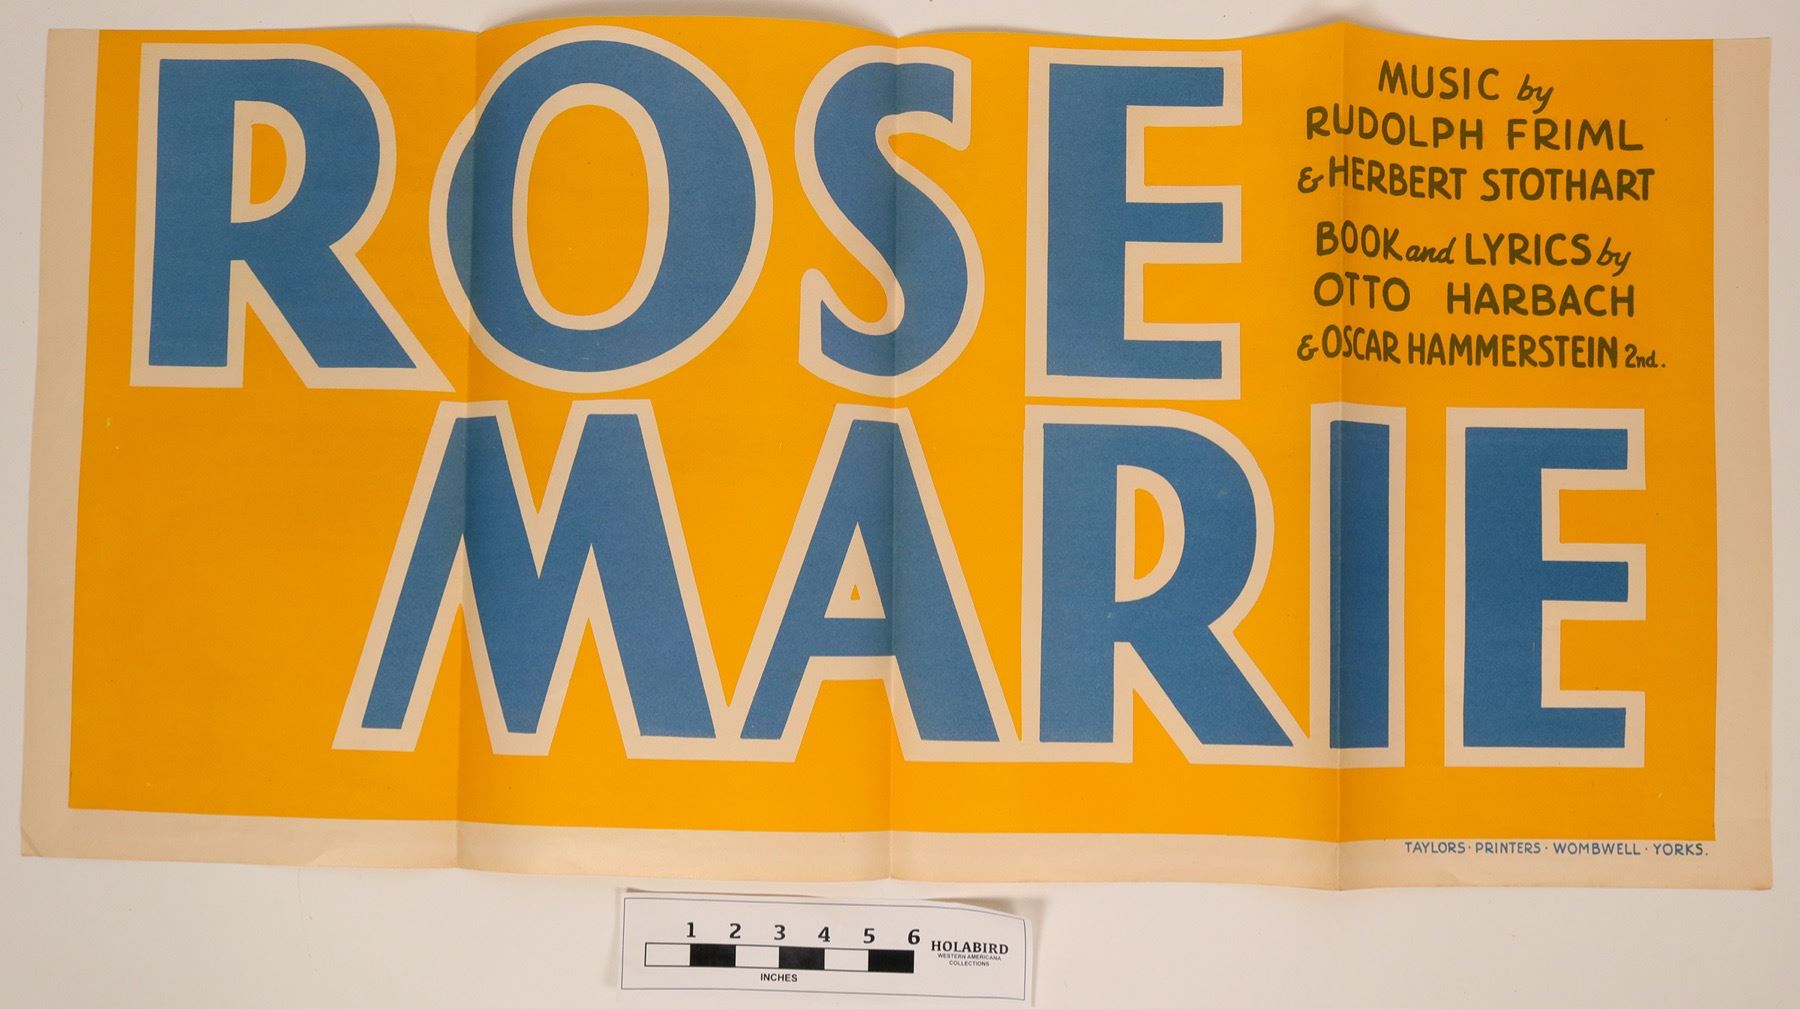 ROSE
MARIE
MUSIC by
RUDOLPH FRIML
& HERBERT STOTHART
BOOK and LYRICS by
OTTO HARBACH
& OSCAR HAMMERSTEIN 2nd.
TAYLORS · PRINTERS · WOMBWELL · YORKS.
1 2 3 4 5 6
INCHES
HOLABIRD
WESTERN AMERICANA
COLLECTIONS